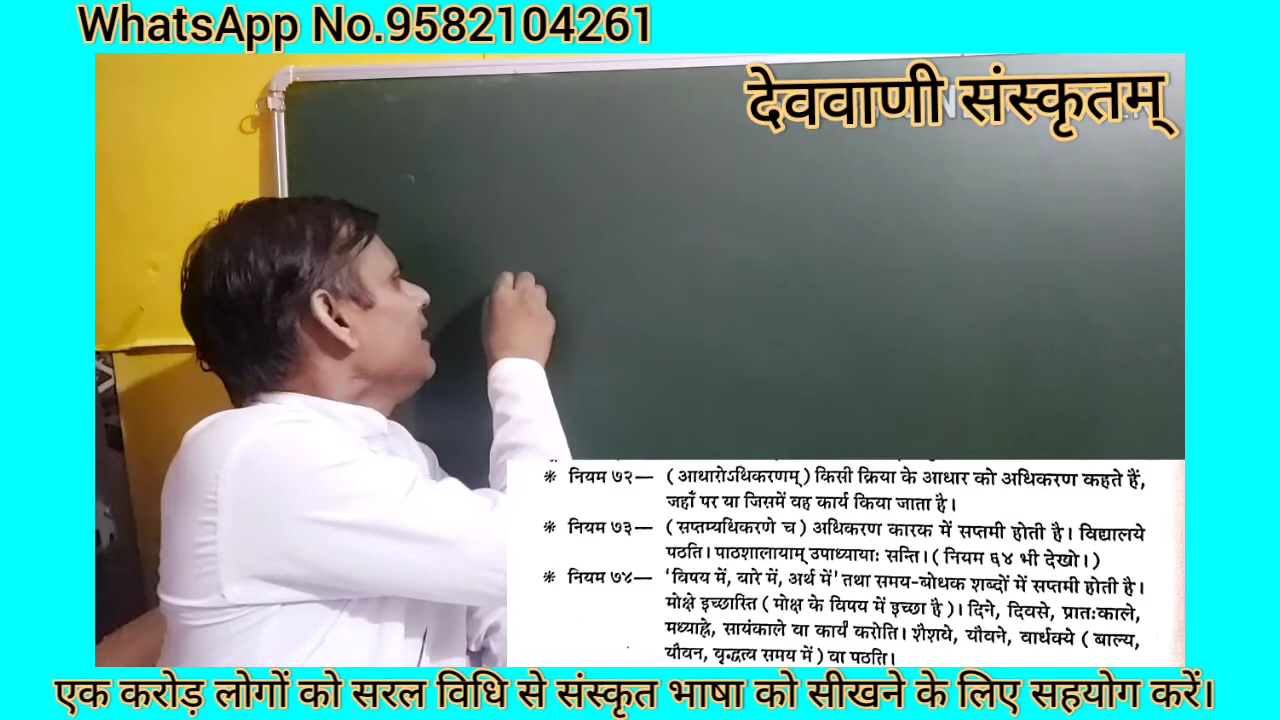 WhatsApp No.9582104261
देववाणी संस्कृतम्
* नियम ७२— (आधारोऽधिकरणम्) किसी क्रिया के आधार को अधिकरण कहते हैं,
जहाँ पर या जिसमें वह कार्य किया जाता है।
* नियम ७३— (सप्तम्यधिकरणे च) अधिकरण कारक में सप्तमी होती है। विद्यालये
पठति। पाठशालायाम् उपाध्यायाः सन्ति। (नियम ६४ भी देखो।)
* नियम ७४— 'विषय में, बारे में, अर्थ में' तथा समय-बोधक शब्दों में सप्तमी होती है।
मोक्षे इच्छास्ति (मोक्ष के विषय में इच्छा है)। दिने, दिवसे, प्रातःकाले,
मध्याह्ने, सायंकाले वा कार्यं करोति। शैशवे, यौवने, वार्धक्ये (बाल्य,
यौवन, वृद्धत्व समय में) वा पठति।
एक करोड़ लोगों को सरल विधि से संस्कृत भाषा को सीखने के लिए सहयोग करें।